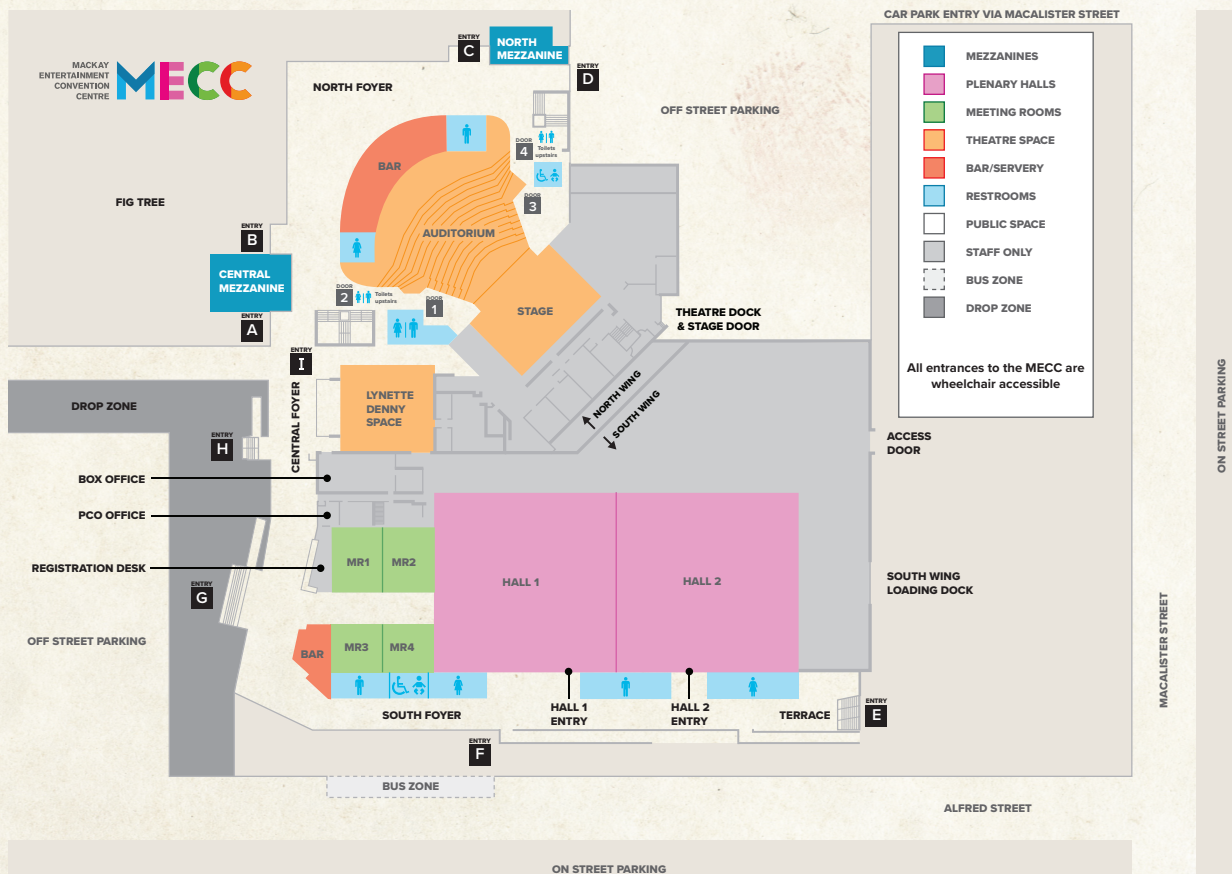 CAR PARK ENTRY VIA MACALISTER STREET
MACKAY
ENTERTAINMENT
CONVENTION
CENTRE
MECC
ENTRY
C
NORTH
MEZZANINE
ENTRY
D
NORTH FOYER
OFF STREET PARKING
MEZZANINES
PLENARY HALLS
MEETING ROOMS
THEATRE SPACE
BAR/SERVERY
RESTROOMS
PUBLIC SPACE
STAFF ONLY
BUS ZONE
DROP ZONE
All entrances to the MECC are
wheelchair accessible
BAR
DOOR
4
Toilets
upstairs
DOOR
3
FIG TREE
AUDITORIUM
ENTRY
B
CENTRAL
MEZZANINE
ENTRY
A
DOOR
2
Toilets
upstairs
DOOR
1
STAGE
THEATRE DOCK
& STAGE DOOR
ENTRY
I
CENTRAL FOYER
LYNETTE
DENNY
SPACE
NORTH WING
SOUTH WING
DROP ZONE
ENTRY
H
ACCESS
DOOR
BOX OFFICE
PCO OFFICE
REGISTRATION DESK
MR1
MR2
HALL 1
HALL 2
SOUTH WING
LOADING DOCK
ENTRY
G
OFF STREET PARKING
BAR
MR3
MR4
SOUTH FOYER
HALL 1
ENTRY
HALL 2
ENTRY
TERRACE
ENTRY
E
ENTRY
F
BUS ZONE
ALFRED STREET
MACALISTER STREET
ON STREET PARKING
ON STREET PARKING